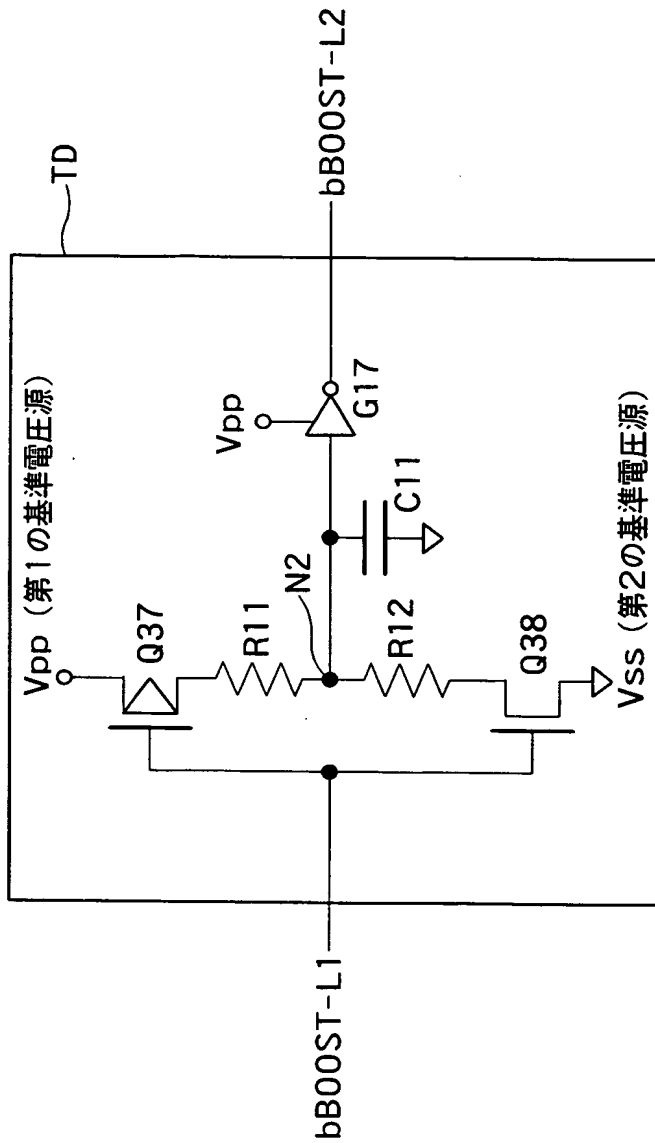 TD
Vpp (第1の基準電圧源)
Q37
Vpp
R11
N2
G17
bBOOST-L1
bBOOST-L2
C11
R12
Q38
Vss (第2の基準電圧源)